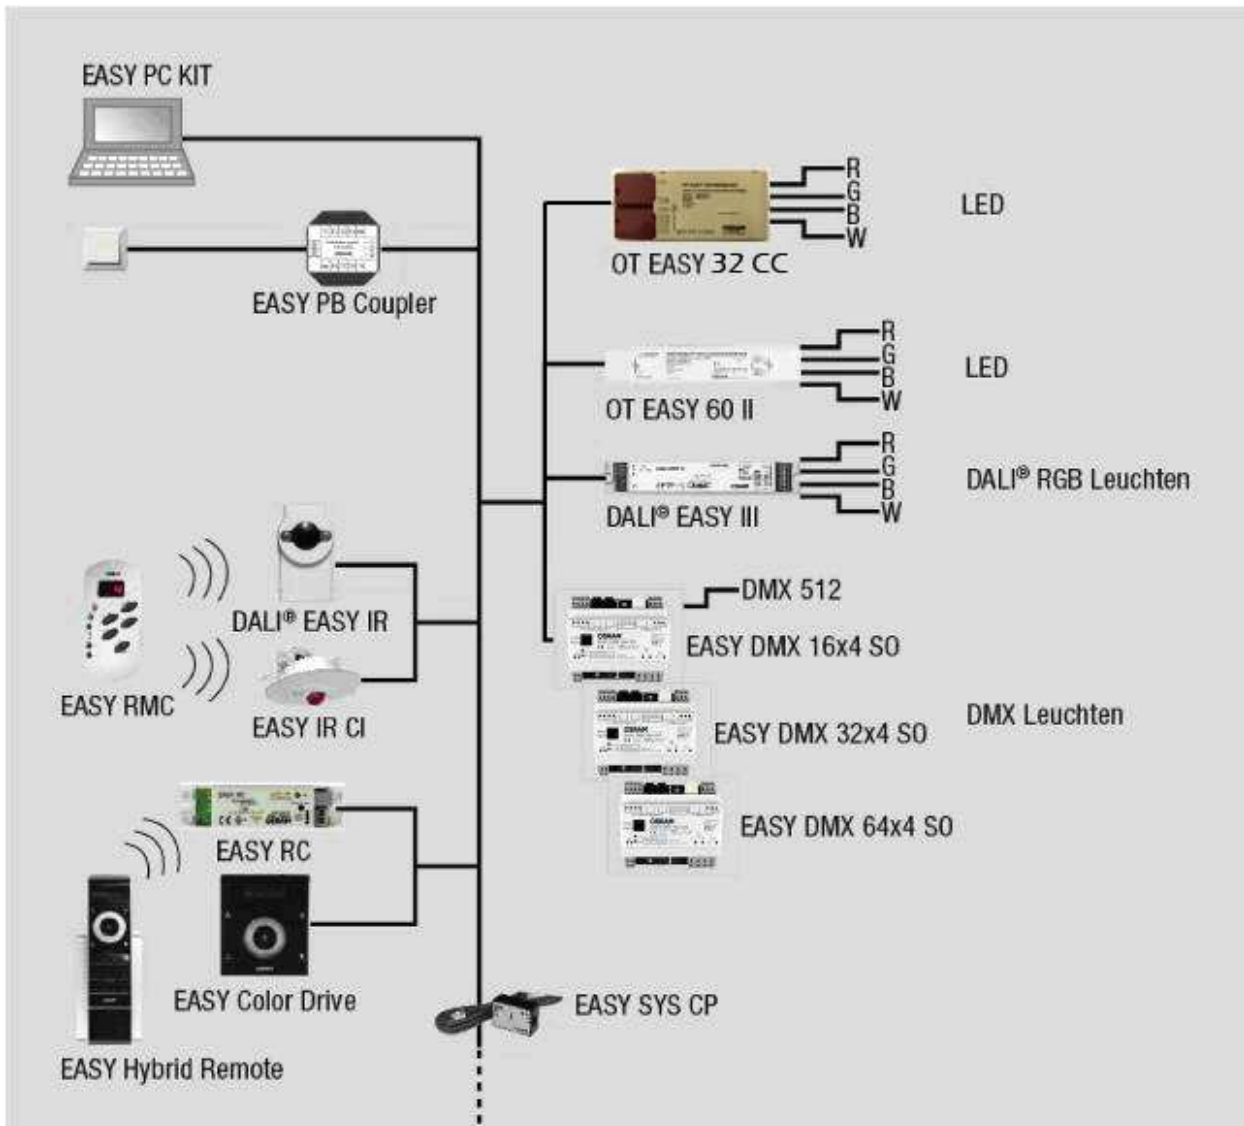 EASY PC KIT
EASY PB Coupler
R
G
B
W
LED
OT EASY 32 CC
R
G
B
W
LED
OT EASY 60 II
R
G
B
W
DALI® RGB Leuchten
DALI® EASY III
DALI® EASY IR
EASY RMC
EASY IR CI
DMX 512
EASY DMX 16x4 SO
EASY DMX 32x4 SO
DMX Leuchten
EASY DMX 64x4 SO
EASY RC
EASY Color Drive
EASY Hybrid Remote
EASY SYS CP